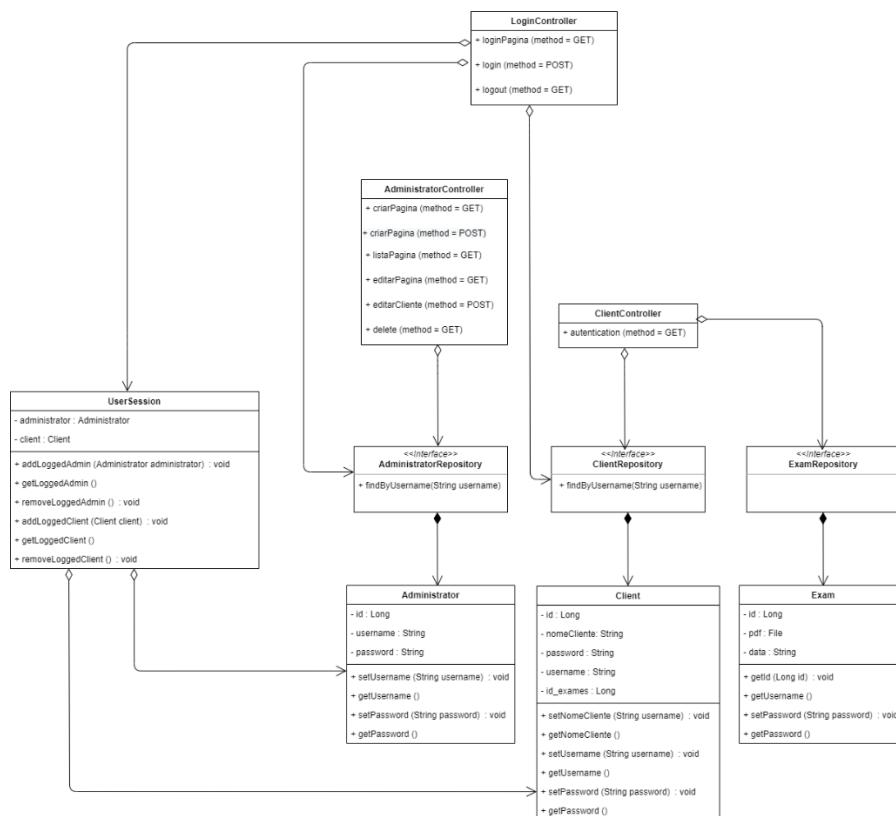 LoginController
+ loginPagina (method = GET)
+ login (method = POST)
+ logout (method = GET)
AdministratorController
+ criarPagina (method = GET)
+ criarPagina (method = POST)
+ listaPagina (method = GET)
+ editarPagina (method = GET)
+ editarCliente (method = POST)
+ delete (method = GET)
ClientController
+ autentication (method = GET)
UserSession
- administrator : Administrator
- client : Client
+ addLoggedAdmin (Administrator administrator) : void
+ getLoggedAdmin ()
+ removeLoggedAdmin () : void
+ addLoggedClient (Client client) : void
+ getLoggedClient ()
+ removeLoggedClient () : void
<<Interface>>
AdministratorRepository
+ findByUsername(String username)
<<Interface>>
ClientRepository
+ findByUsername(String username)
<<Interface>>
ExamRepository
Administrator
- id : Long
- username : String
- password : String
+ setUsername (String username) : void
+ getUsername ()
+ setPassword (String password) : void
+ getPassword ()
Client
- id : Long
- nomeCliente: String
- password : String
- username : String
- id_exames : Long
+ setNomeCliente (String username) : void
+ getNomeCliente ()
+ setUsername (String username) : void
+ getUsername ()
+ setPassword (String password) : void
+ getPassword ()
Exam
- id : Long
- pdf : File
- data : String
+ getId (Long id) : void
+ getUsername ()
+ setPassword (String password) : void
+ getPassword ()